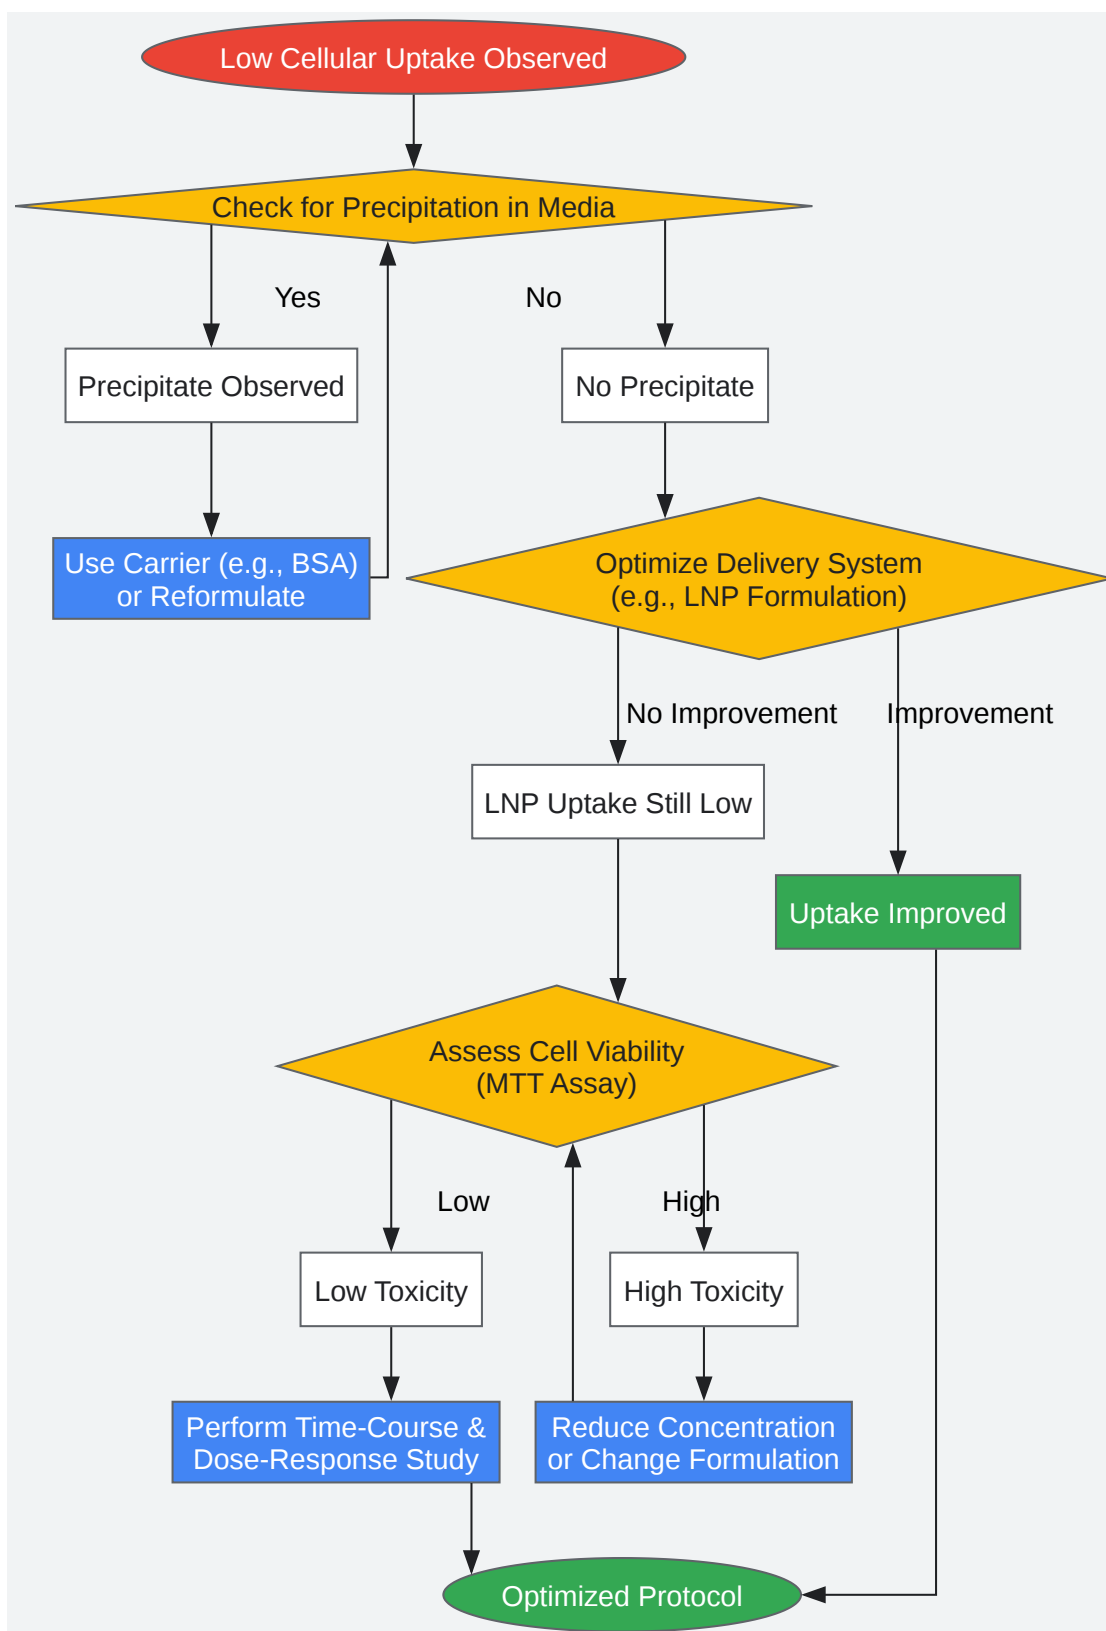 Low Cellular Uptake Observed
Check for Precipitation in Media
Yes
No
Precipitate Observed
No Precipitate
Use Carrier (e.g., BSA)
or Reformulate
Optimize Delivery System
(e.g., LNP Formulation)
No Improvement
Improvement
LNP Uptake Still Low
Uptake Improved
Assess Cell Viability
(MTT Assay)
Low
High
Low Toxicity
High Toxicity
Perform Time-Course &
Dose-Response Study
Reduce Concentration
or Change Formulation
Optimized Protocol